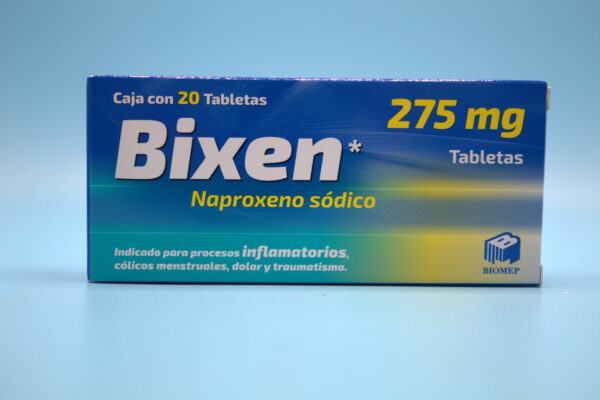 Caja con 20 Tabletas
275 mg
Bixen*
Tabletas
Naproxeno sódico
Indicado para procesos inflamatorios,
cólicos menstruales, dolor y traumatismo.
BIOMEP